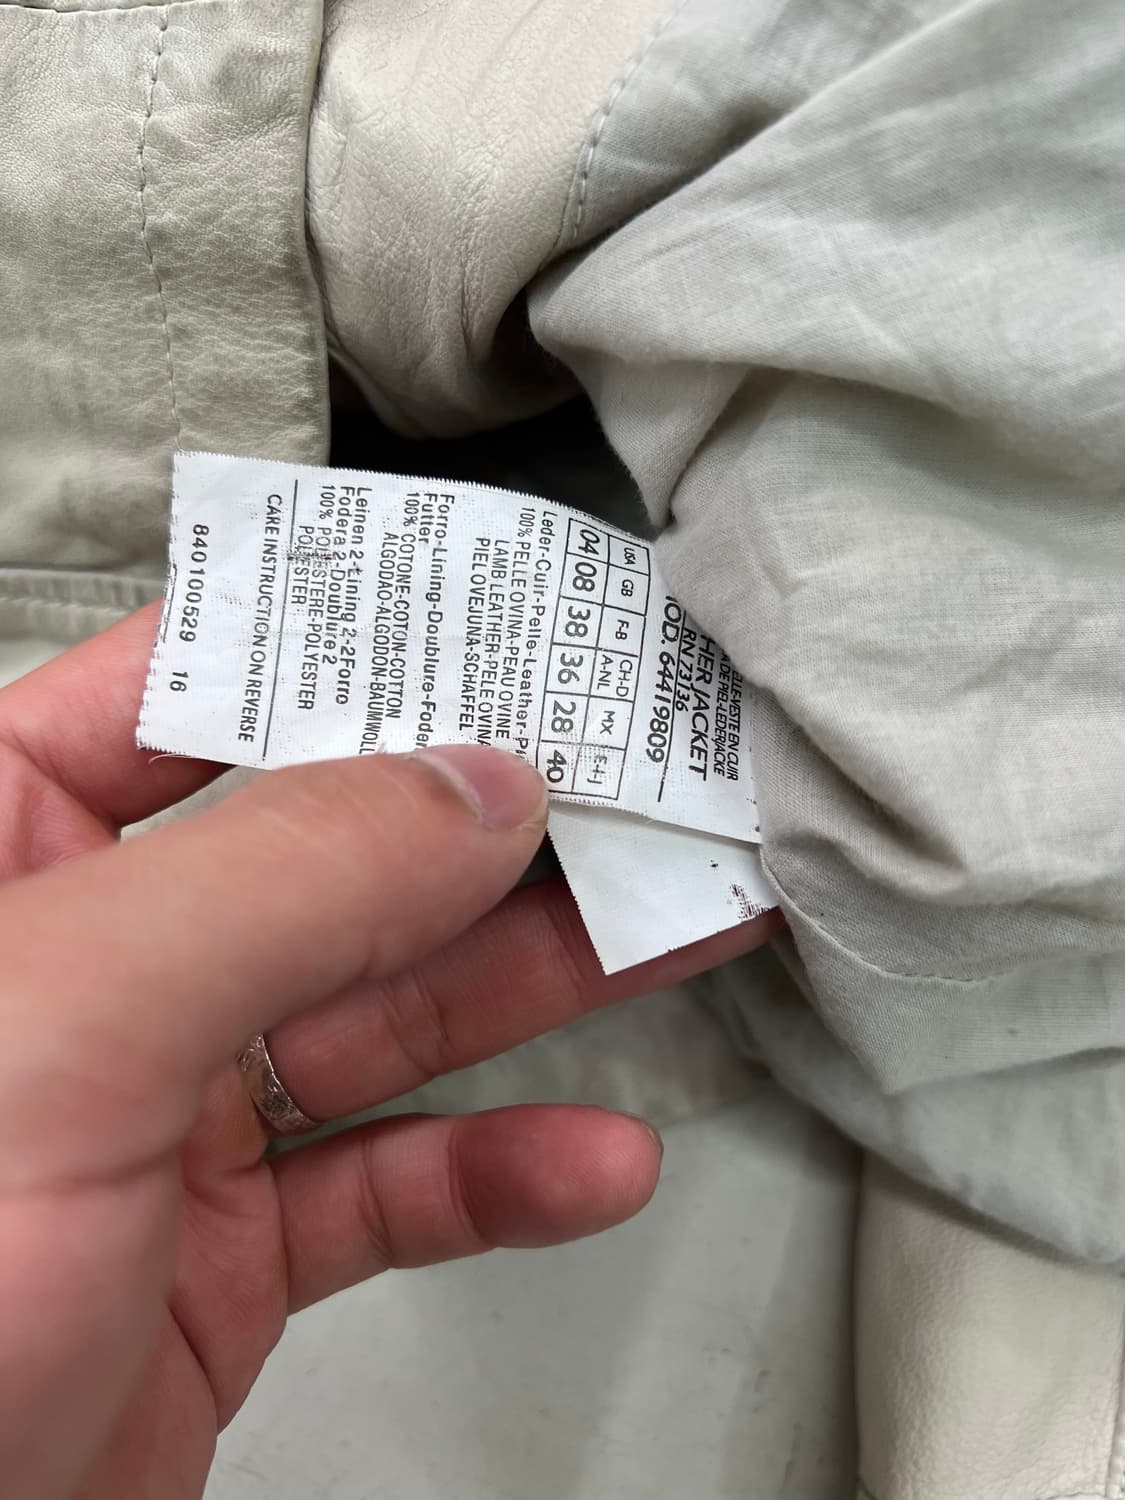 ELLE-VESTE EN CUIR
A DE PIEL-LEDERJACKE
HER JACKET
RN 73136
OD. 64419809
USA GB F-B CH-D MX E-I-J
A-NL
04 08 38 36 28 40
Leder-Cuir-Pelle-Leather-Pi
100% PELLE OVINA-PEAU OVINE
LAMB LEATHER-PELE OVINA
PIEL OVEJUNA-SCHAFFEL
Forro-Lining-Doublure-Foder
Futter
100% COTONE-COTON-COTTON
ALGODAO-ALGODON-BAUMWOLL
Leinen 2-Lining 2-2Forro
Fodera 2-Doublure 2
100% POLIESTERE-POLYESTER
POLIESTER
CARE INSTRUCTION ON REVERSE
840100529 16